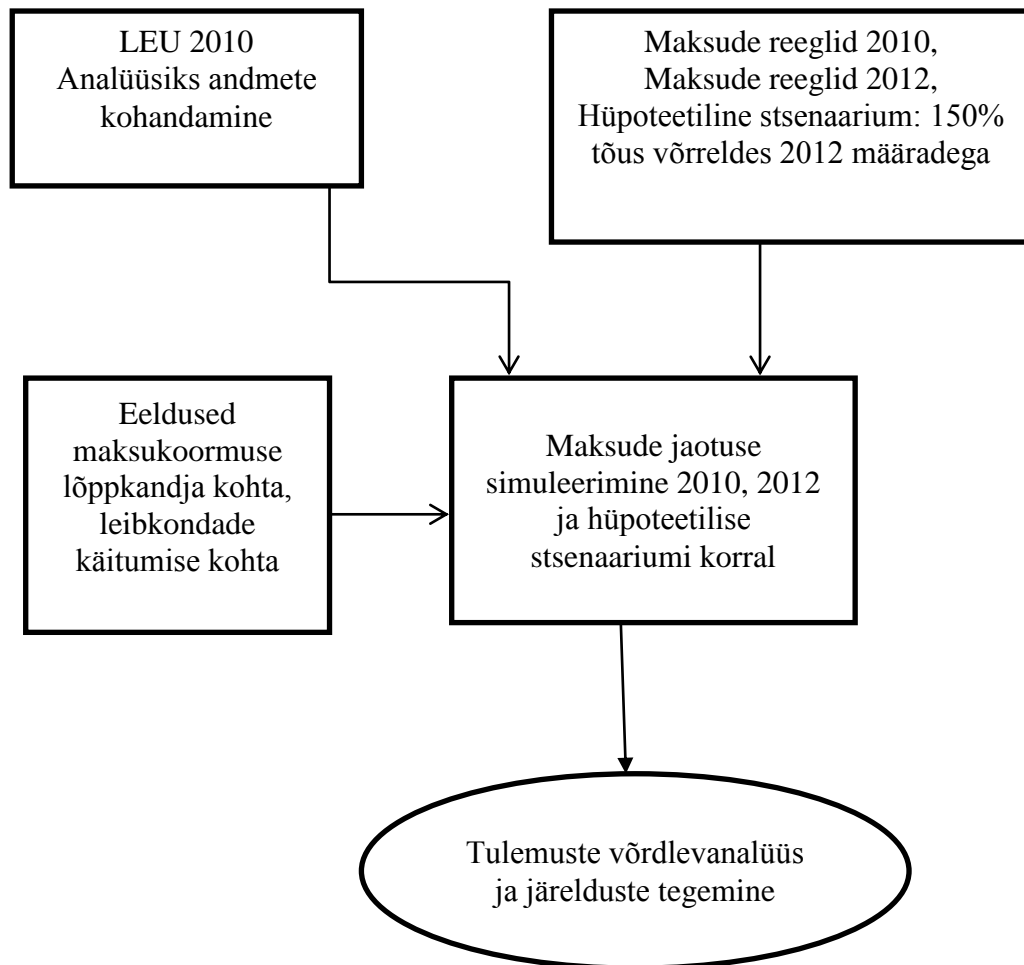 LEU 2010
Analüüsiks andmete
kohandamine
Maksude reeglid 2010,
Maksude reeglid 2012,
Hüpoteetiline stsenaarium: 150%
tõus võrreldes 2012 määradega
Eeldused
maksukoormuse
lõppkandja kohta,
leibkondade
käitumise kohta
Maksude jaotuse
simuleerimine 2010, 2012
ja hüpoteetilise
stsenaariumi korral
Tulemuste võrdlevanalüüs
ja järelduste tegemine